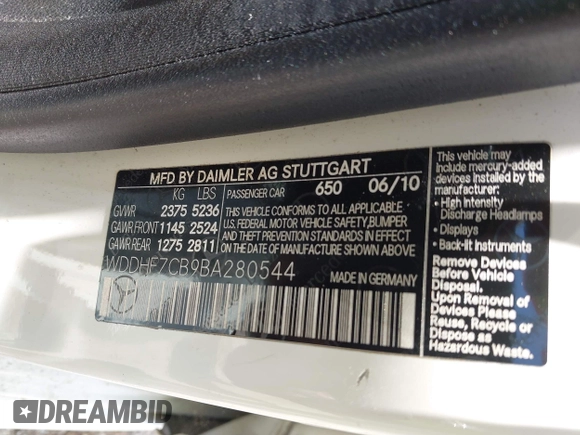 MFD BY DAIMLER AG STUTTGART
KG LBS
GVWR 2375 5236
GAWR FRONT 1145 2524
GAWR REAR 1275 2811
PASSENGER CAR 650 06/10
THIS VEHICLE CONFORMS TO ALL APPLICABLE
U.S. FEDERAL MOTOR VEHICLE SAFETY, BUMPER
AND THEFT PREVENTION STANDARDS IN EFFECT
ON THE DATE OF MANUFACTURE SHOWN ABOVE.
WDDHF7CB9BA280544
MADE IN GERMANY
This vehicle may
include mercury-added
devices installed by
the manufacturer:
• High Intensity
Discharge Headlamps
• Displays
• Back-lit Instruments
Remove Devices
Before Vehicle
Disposal.
Upon Removal of
Devices Please
Reuse, Recycle or
Dispose as
Hazardous Waste.
DREAMBID